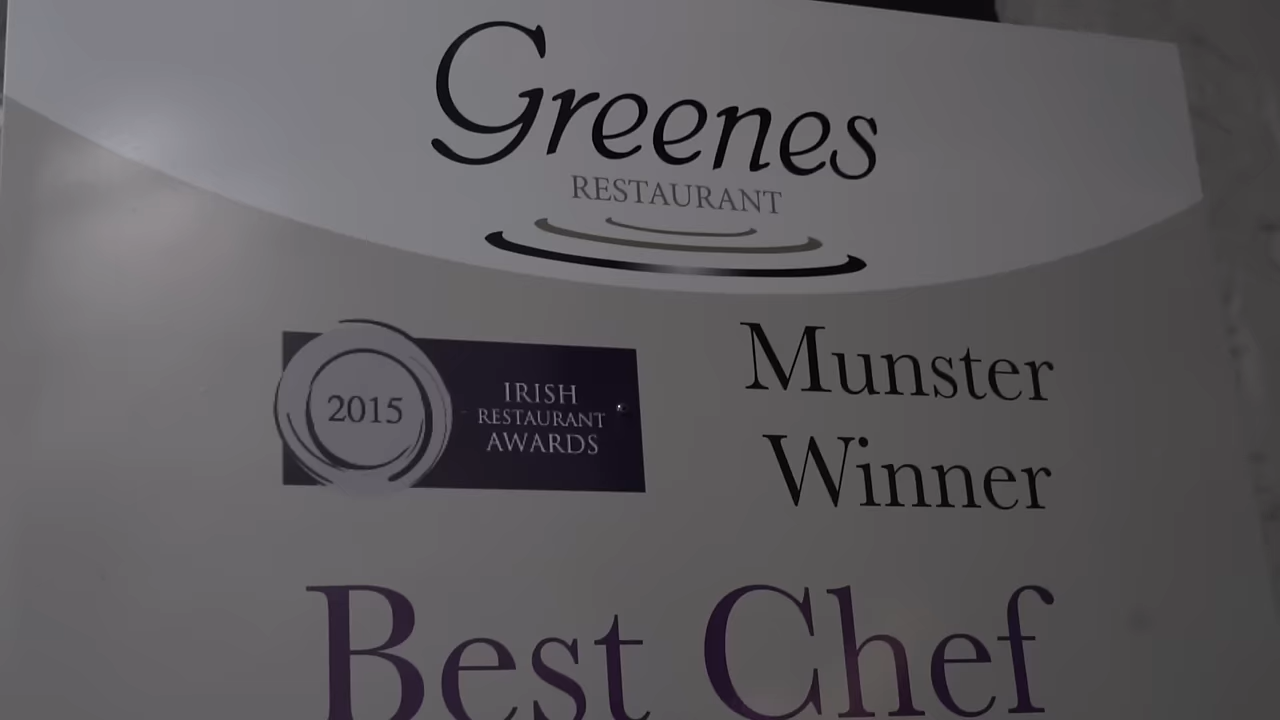 Greenes
RESTAURANT
2015
IRISH
RESTAURANT
AWARDS
Munster
Winner
Best Chef